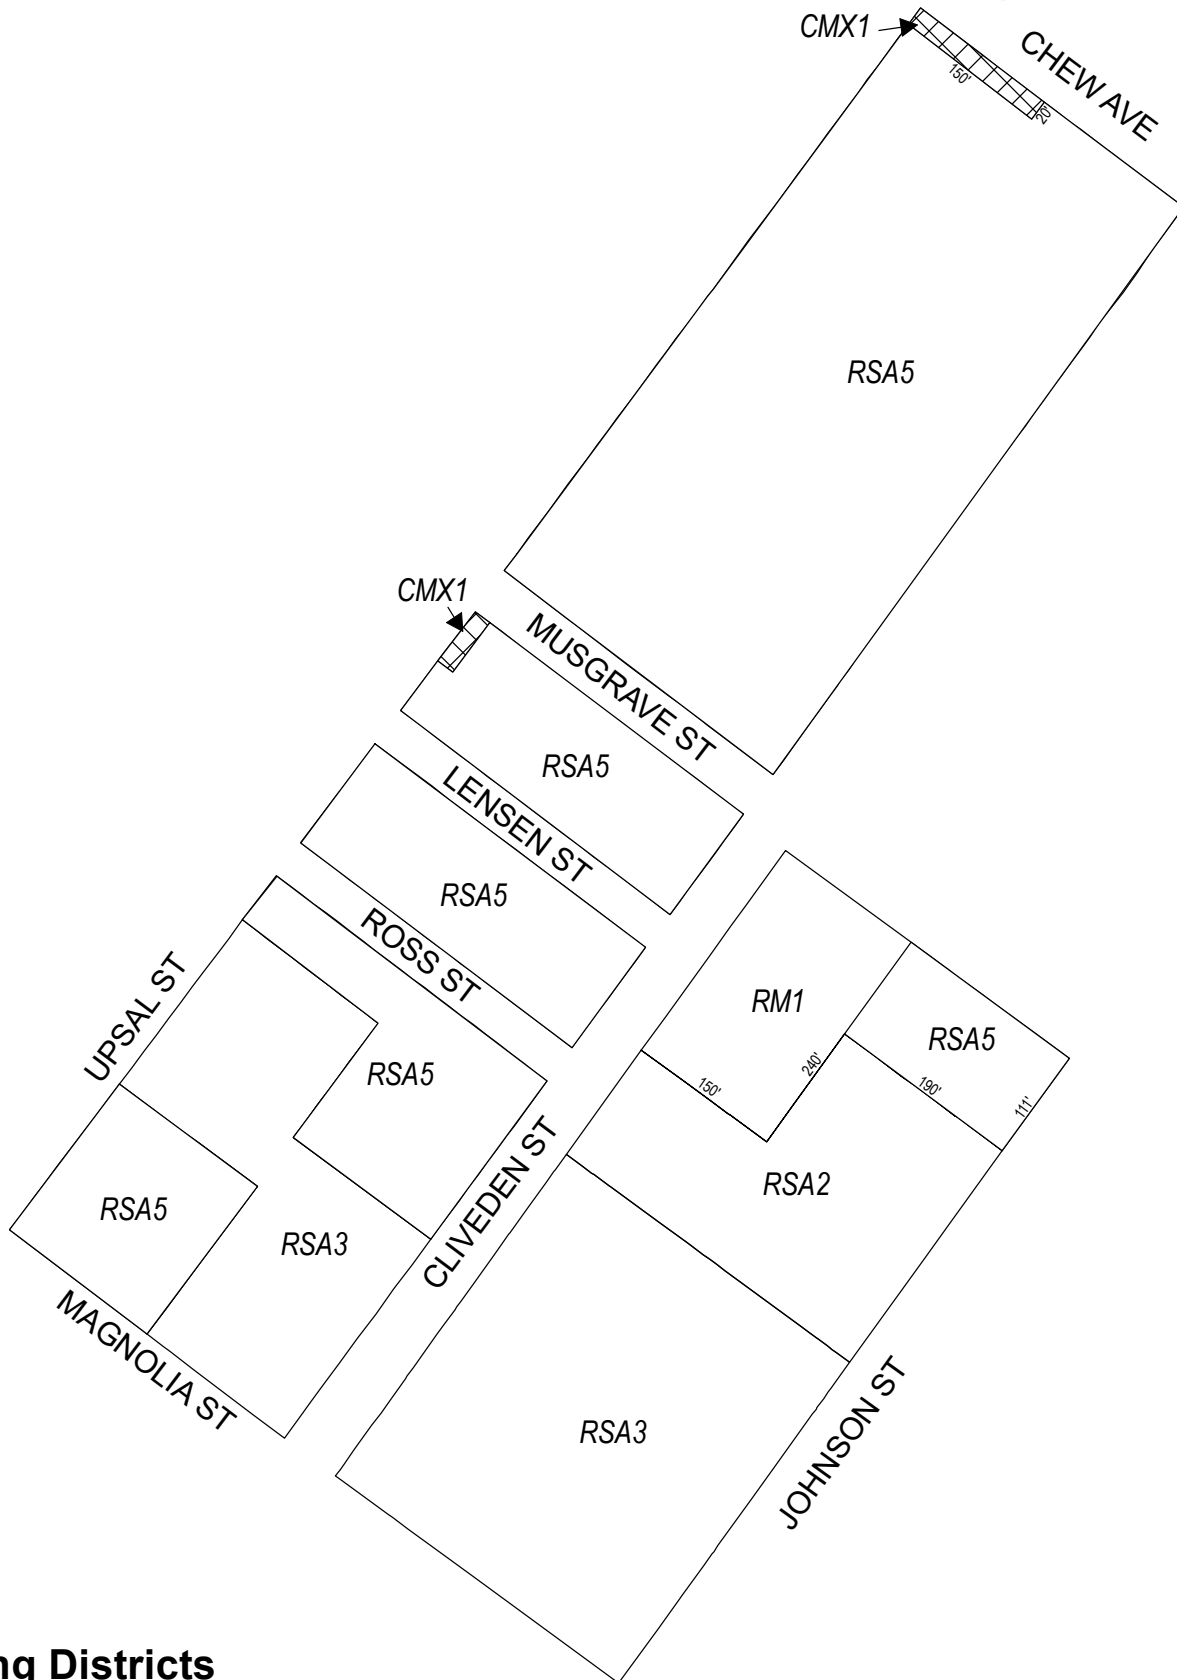 CMX1
CHEW AVE
150'
20'
RSA5
CMX1
MUSGRAVE ST
RSA5
LENSEN ST
RSA5
ROSS ST
UPSAL ST
RM1
RSA5
RSA5
240'
150'
190'
111'
CLIVEDEN ST
RSA2
RSA5
RSA3
MAGNOLIA ST
RSA3
JOHNSON ST
ng Districts